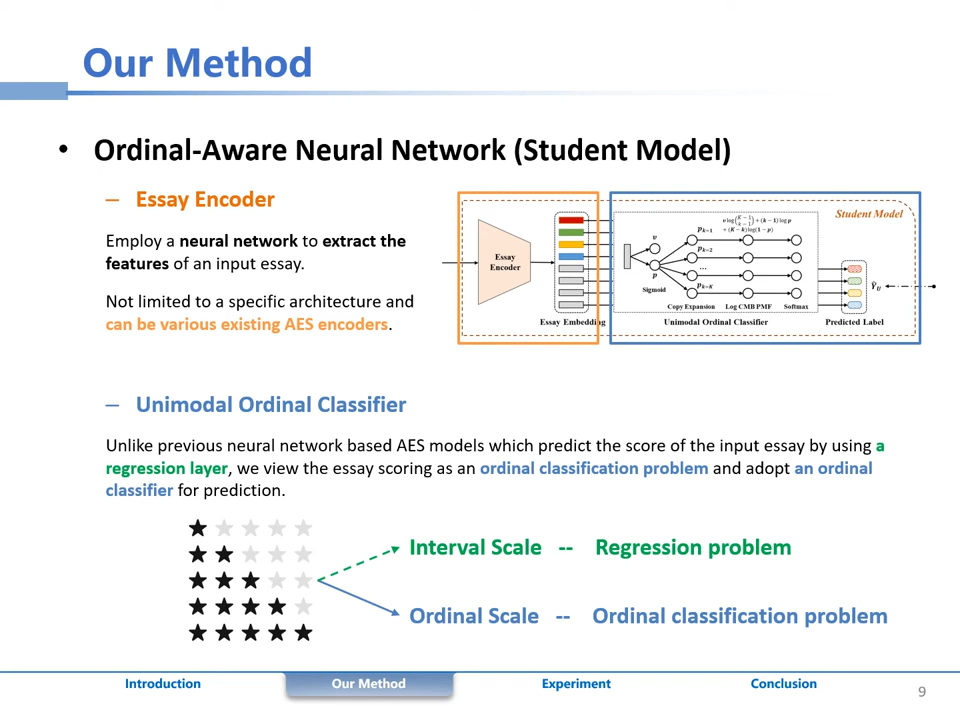 Our Method
• Ordinal-Aware Neural Network (Student Model)
– Essay Encoder
Employ a neural network to extract the
features of an input essay.
Not limited to a specific architecture and
can be various existing AES encoders.
Student Model
Essay
Encoder
Essay Embedding
v
p
Sigmoid
p_{k=1}
p_{k=2}
...
p_{k=K}
Copy Expansion
Log CMB PMF
Softmax
Unimodal Ordinal Classifier
Predicted Label
– Unimodal Ordinal Classifier
Unlike previous neural network based AES models which predict the score of the input essay by using a
regression layer, we view the essay scoring as an ordinal classification problem and adopt an ordinal
classifier for prediction.
Interval Scale -- Regression problem
Ordinal Scale -- Ordinal classification problem
Introduction
Our Method
Experiment
Conclusion
9